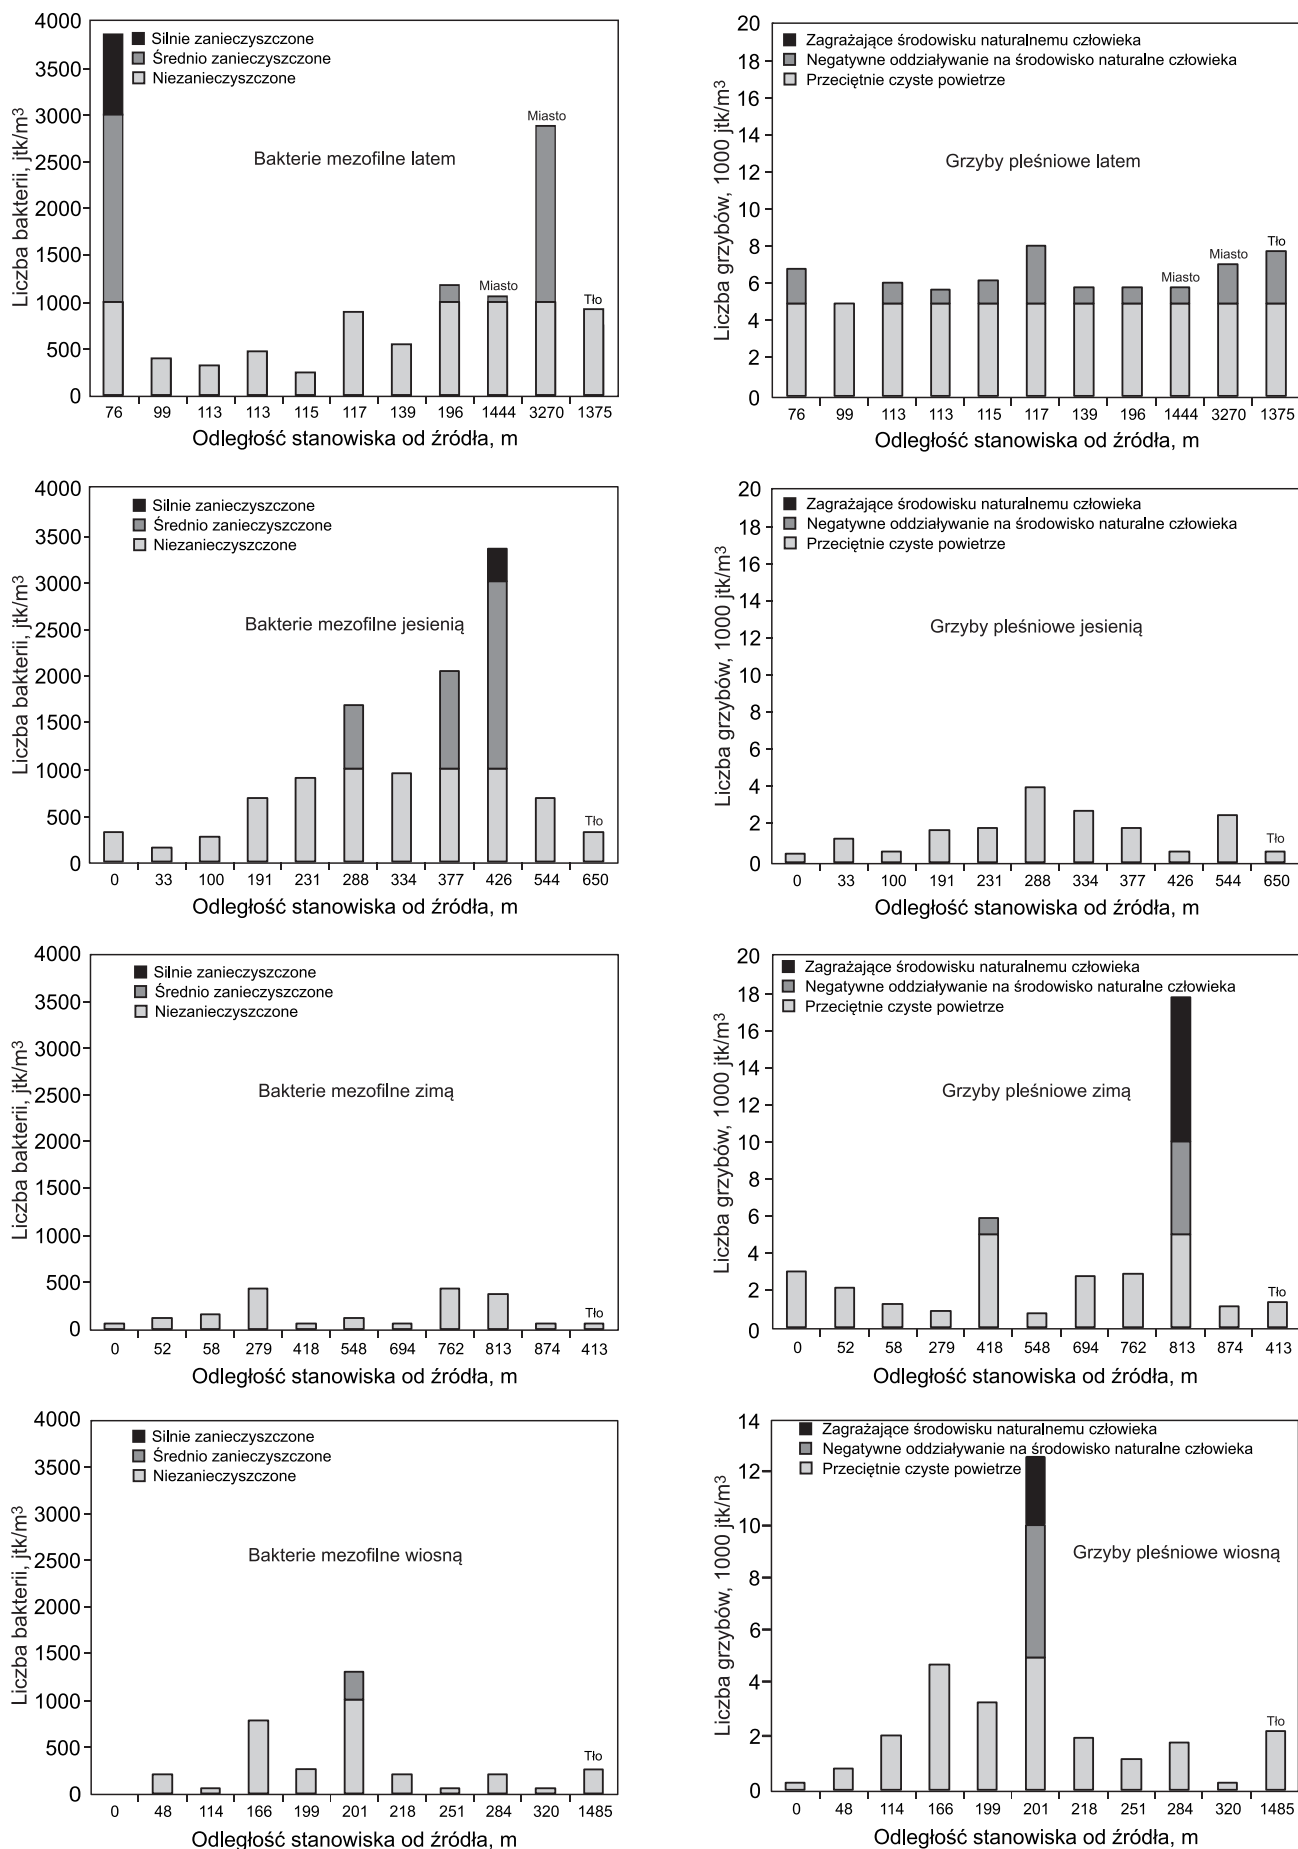 Liczba bakterii, jtk/m³
4000
3500
3000
2500
2000
1500
1000
500
0
Silnie zanieczyszczone
Średnio zanieczyszczone
Niezanieczyszczone
Bakterie mezofilne latem
Miasto
Miasto
Tło
76 99 113 113 115 117 139 196 1444 3270 1375
Odległość stanowiska od źródła, m
Liczba grzybów, 1000 jtk/m³
20
18
16
14
12
10
8
6
4
2
0
Zagrażające środowisku naturalnemu człowieka
Negatywne oddziaływanie na środowisko naturalne człowieka
Przeciętnie czyste powietrze
Grzyby pleśniowe latem
Miasto
Miasto
Tło
76 99 113 113 115 117 139 196 1444 3270 1375
Odległość stanowiska od źródła, m
Liczba bakterii, jtk/m³
4000
3500
3000
2500
2000
1500
1000
500
0
Silnie zanieczyszczone
Średnio zanieczyszczone
Niezanieczyszczone
Bakterie mezofilne jesienią
Tło
0 33 100 191 231 288 334 377 426 544 650
Odległość stanowiska od źródła, m
Liczba grzybów, 1000 jtk/m³
20
18
16
14
12
10
8
6
4
2
0
Zagrażające środowisku naturalnemu człowieka
Negatywne oddziaływanie na środowisko naturalne człowieka
Przeciętnie czyste powietrze
Grzyby pleśniowe jesienią
Tło
0 33 100 191 231 288 334 377 426 544 650
Odległość stanowiska od źródła, m
Liczba bakterii, jtk/m³
4000
3500
3000
2500
2000
1500
1000
500
0
Silnie zanieczyszczone
Średnio zanieczyszczone
Niezanieczyszczone
Bakterie mezofilne zimą
Tło
0 52 58 279 418 548 694 762 813 874 413
Odległość stanowiska od źródła, m
Liczba grzybów, 1000 jtk/m³
20
18
16
14
12
10
8
6
4
2
0
Zagrażające środowisku naturalnemu człowieka
Negatywne oddziaływanie na środowisko naturalne człowieka
Przeciętnie czyste powietrze
Grzyby pleśniowe zimą
Tło
0 52 58 279 418 548 694 762 813 874 413
Odległość stanowiska od źródła, m
Liczba bakterii, jtk/m³
4000
3500
3000
2500
2000
1500
1000
500
0
Silnie zanieczyszczone
Średnio zanieczyszczone
Niezanieczyszczone
Bakterie mezofilne wiosną
Tło
0 48 114 166 199 201 218 251 284 320 1485
Odległość stanowiska od źródła, m
Liczba grzybów, 1000 jtk/m³
14
12
10
8
6
4
2
0
Zagrażające środowisku naturalnemu człowieka
Negatywne oddziaływanie na środowisko naturalne człowieka
Przeciętnie czyste powietrze
Grzyby pleśniowe wiosną
Tło
0 48 114 166 199 201 218 251 284 320 1485
Odległość stanowiska od źródła, m